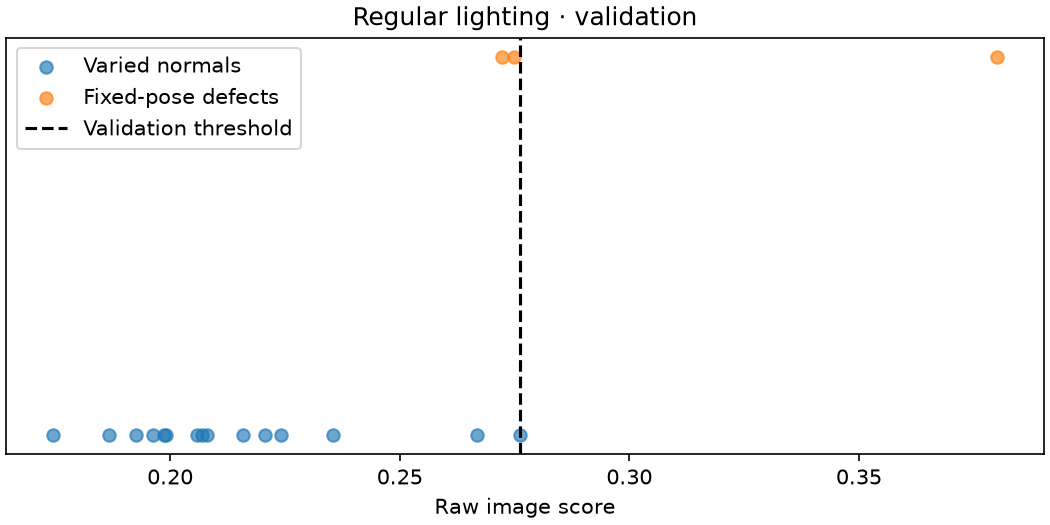 Regular lighting · validation
Varied normals
Fixed-pose defects
Validation threshold
0.20 0.25 0.30 0.35
Raw image score